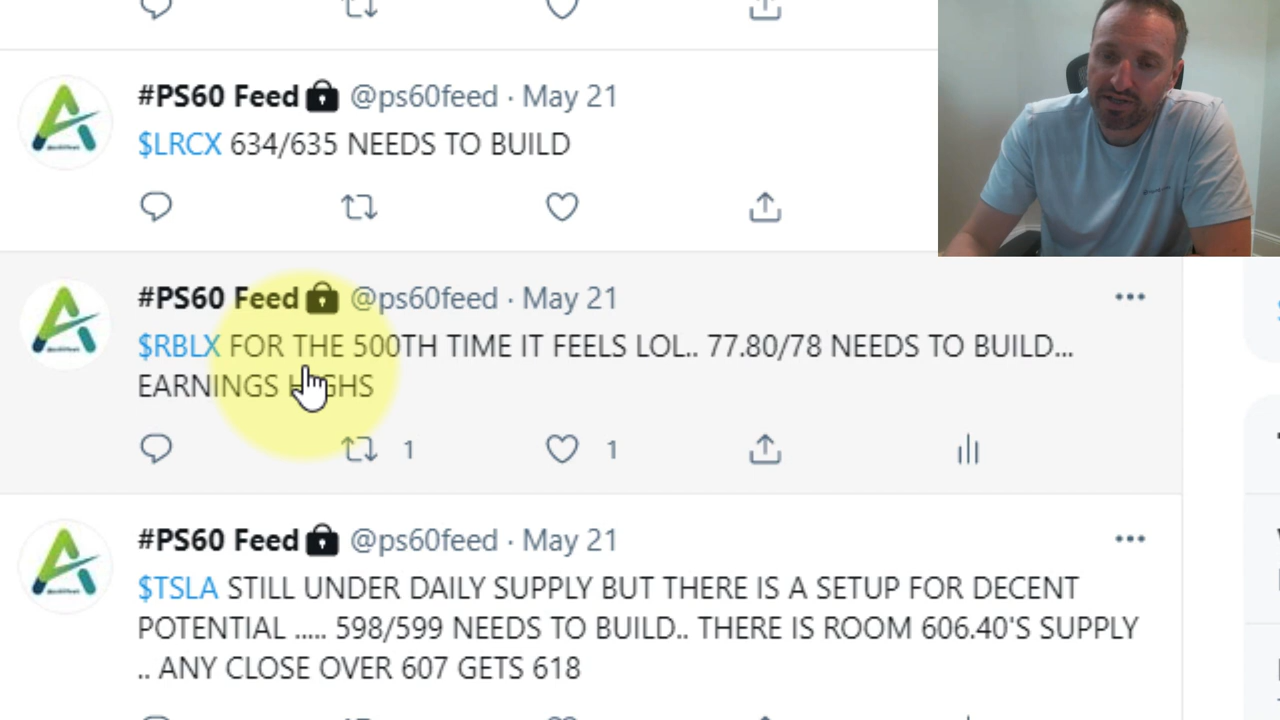 #PS60 Feed @ps60feed · May 21
$LRCX 634/635 NEEDS TO BUILD
#PS60 Feed @ps60feed · May 21
$RBLX FOR THE 500TH TIME IT FEELS LOL.. 77.80/78 NEEDS TO BUILD...
EARNINGS HIGHS
1 1
#PS60 Feed @ps60feed · May 21
$TSLA STILL UNDER DAILY SUPPLY BUT THERE IS A SETUP FOR DECENT
POTENTIAL ..... 598/599 NEEDS TO BUILD.. THERE IS ROOM 606.40'S SUPPLY
.. ANY CLOSE OVER 607 GETS 618